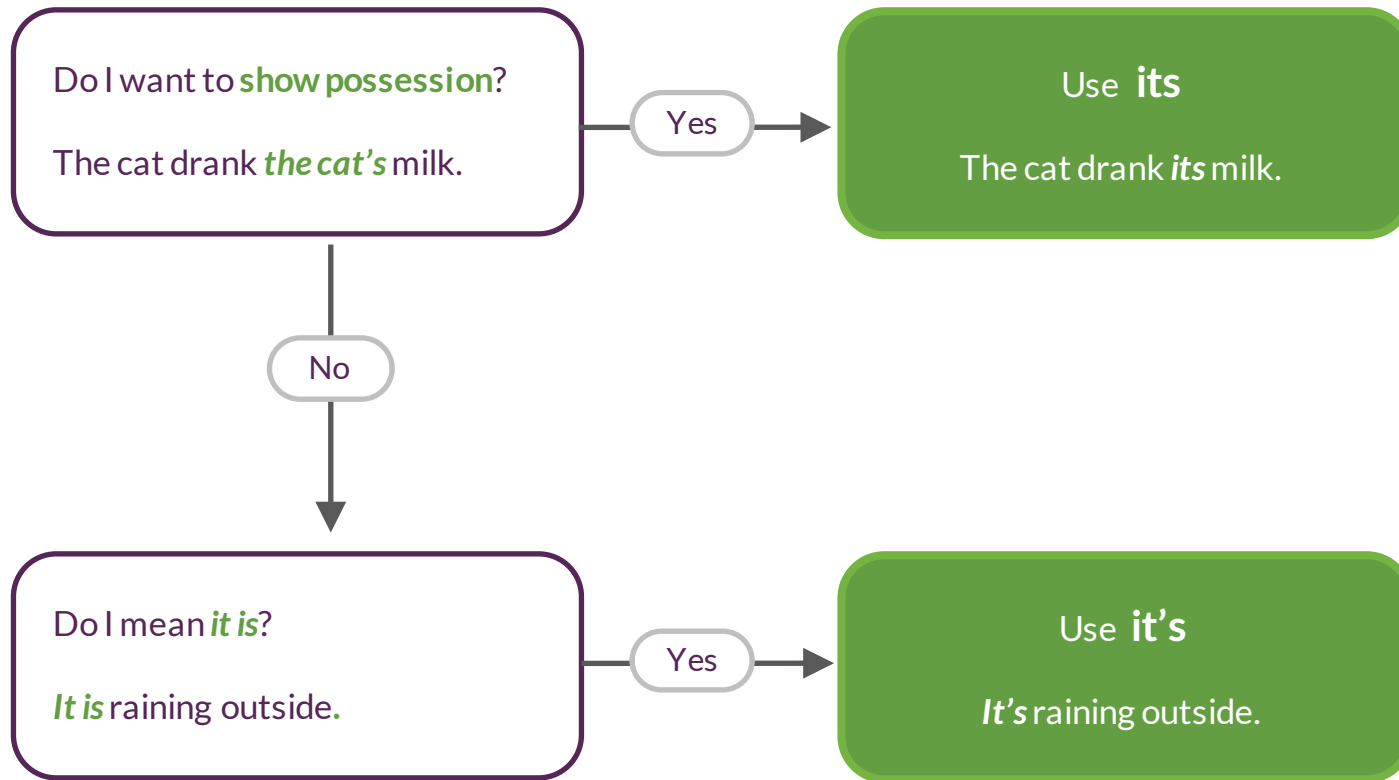 Do I want to show possession?
The cat drank the cat’s milk.
Yes
Use its
The cat drank its milk.
No
Do I mean it is?
It is raining outside.
Yes
Use it’s
It’s raining outside.